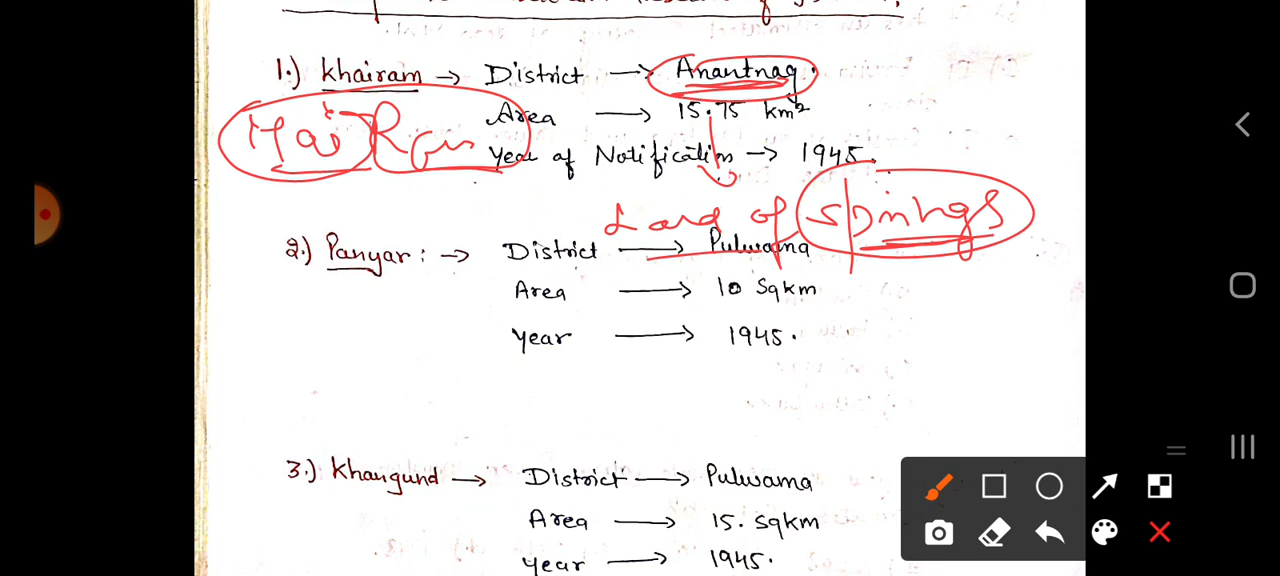 1.) Khairam → District → Anantnag.
Area → 15.75 km²
Hai Ram
Year of Notification → 1945.
Land of springs
2.) Panyar : → District → Pulwama
Area → 10 Sqkm
Year → 1945.
3.) Khangund → District → Pulwama
Area → 15. sqkm
year → 1945.